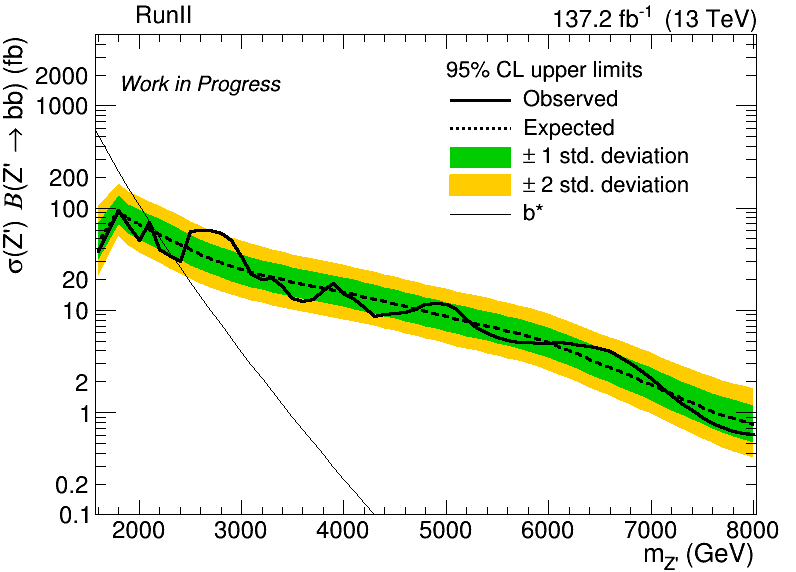 RunII
137.2 fb⁻¹ (13 TeV)
σ(Z') B(Z' → bb) (fb)
Work in Progress
95% CL upper limits
Observed
Expected
± 1 std. deviation
± 2 std. deviation
b*
2000
1000
200
100
20
10
2
1
0.2
0.1
2000 3000 4000 5000 6000 7000 8000
m_Z' (GeV)